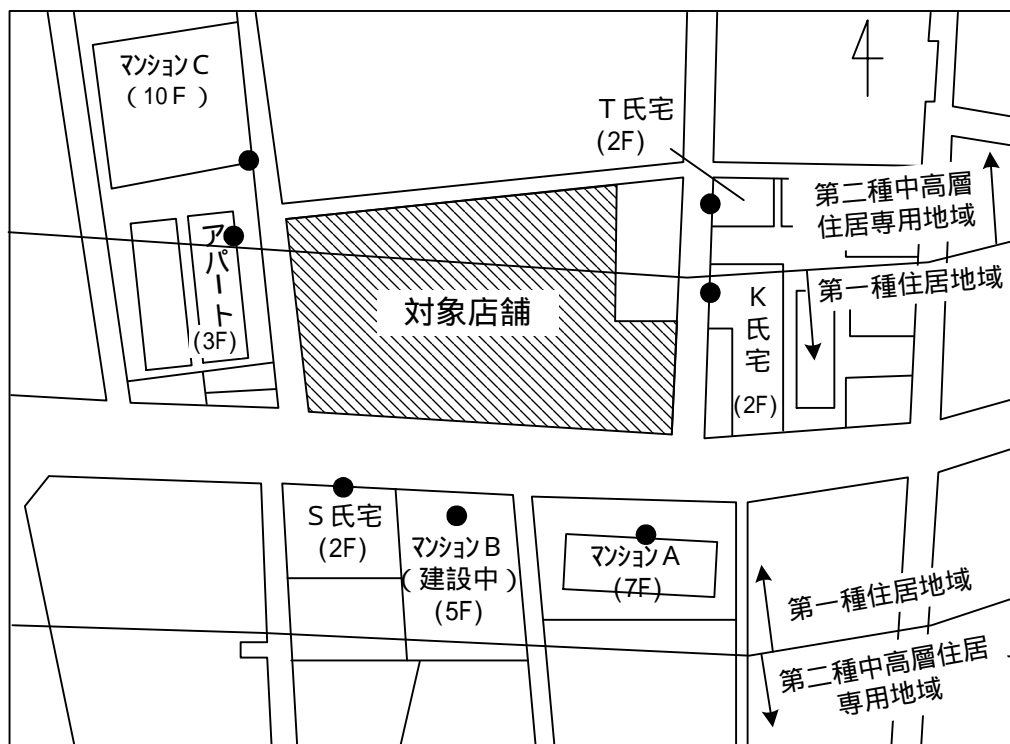 マンションC
（10F）
T氏宅
(2F)
第二種中高層
住居専用地域
アパート
(3F)
対象店舗
第一種住居地域
K氏宅
(2F)
S氏宅
(2F)
マンションB
（建設中）
(5F)
マンションA
(7F)
第一種住居地域
第二種中高層住居
専用地域